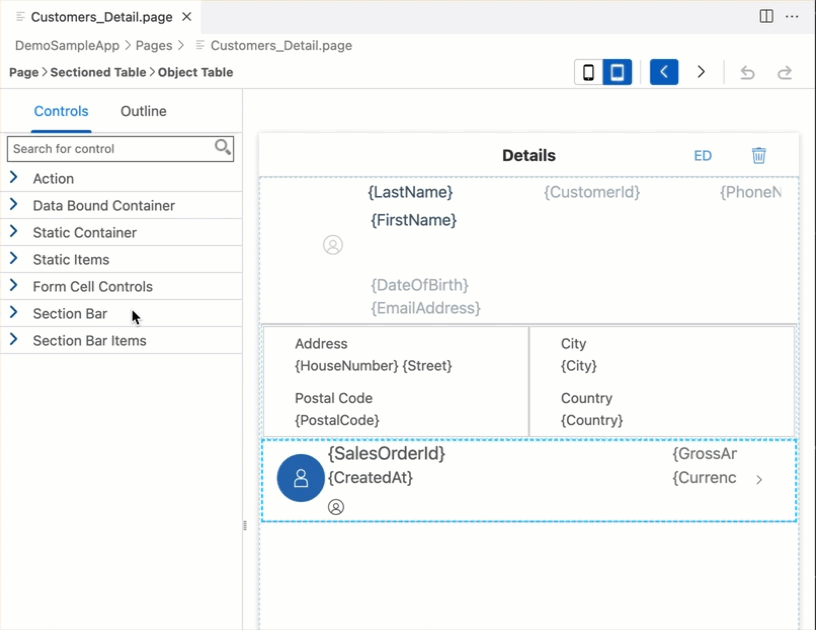 Customers_Detail.page
DemoSampleApp > Pages > Customers_Detail.page
Page > Sectioned Table > Object Table
Controls
Outline
Search for control
Action
Data Bound Container
Static Container
Static Items
Form Cell Controls
Section Bar
Section Bar Items
Details
ED
{LastName}
{CustomerId}
{PhoneN
{FirstName}
{DateOfBirth}
{EmailAddress}
Address
City
{HouseNumber} {Street}
{City}
Postal Code
Country
{PostalCode}
{Country}
{SalesOrderId}
{GrossAr
{CreatedAt}
{Currenc